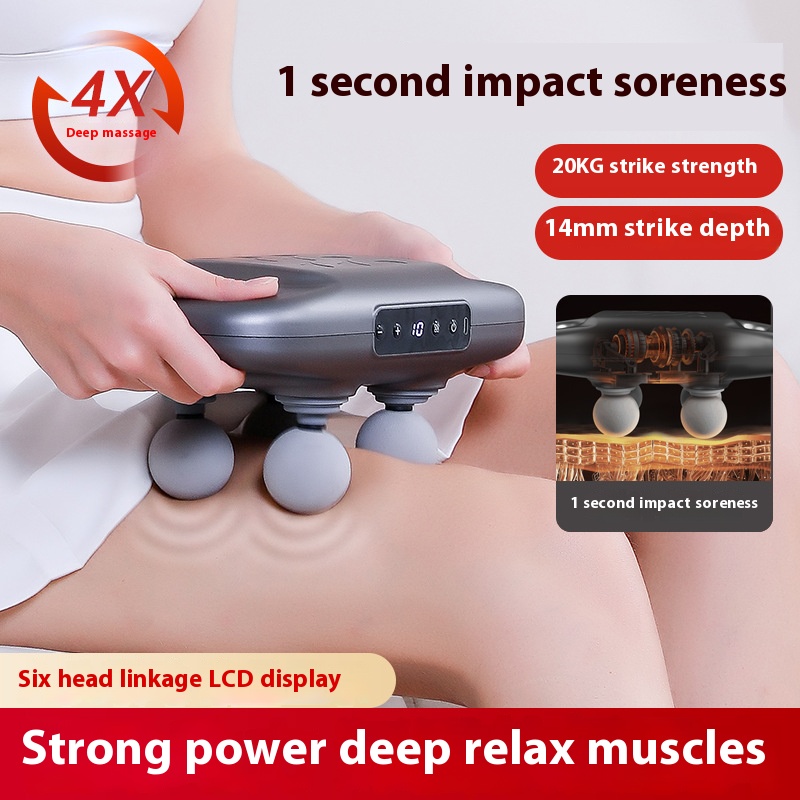 4X
Deep massage
1 second impact soreness
20KG strike strength
14mm strike depth
10
1 second impact soreness
Six head linkage LCD display
Strong power deep relax muscles